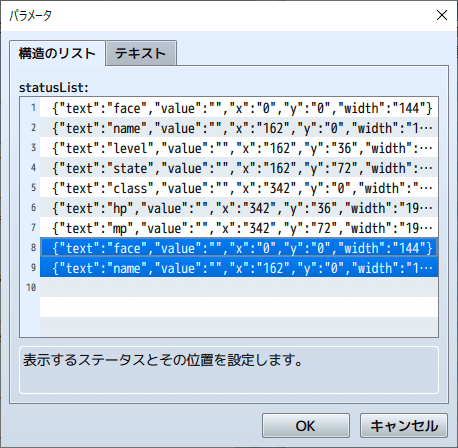 パラメータ
構造のリスト
テキスト
statusList:
1 {"text":"face","value":"","x":"0","y":"0","width":"144"}
2 {"text":"name","value":"","x":"162","y":"0","width":"1…
3 {"text":"level","value":"","x":"162","y":"36","width":"…
4 {"text":"state","value":"","x":"162","y":"72","width":"…
5 {"text":"class","value":"","x":"342","y":"0","width":"…
6 {"text":"hp","value":"","x":"342","y":"36","width":"19…
7 {"text":"mp","value":"","x":"342","y":"72","width":"19…
8 {"text":"face","value":"","x":"0","y":"0","width":"144"}
9 {"text":"name","value":"","x":"162","y":"0","width":"1…
10
表示するステータスとその位置を設定します。
OK
キャンセル